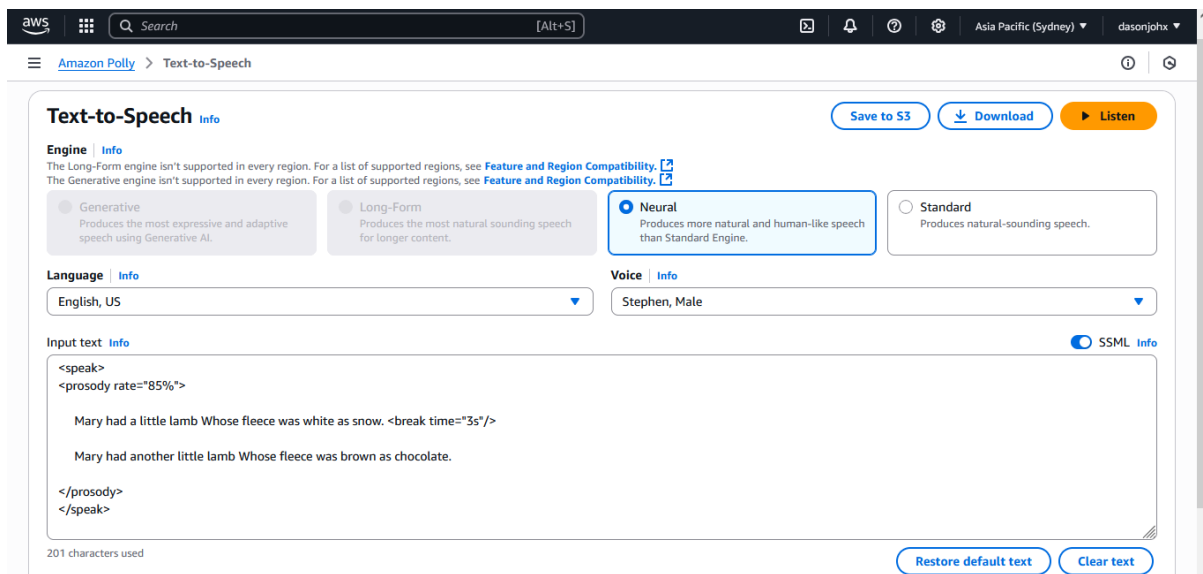 aws
Search [Alt+S]
Asia Pacific (Sydney)
dasonjohx
Amazon Polly > Text-to-Speech
Text-to-Speech Info
Save to S3
Download
Listen
Engine Info
The Long-Form engine isn't supported in every region. For a list of supported regions, see Feature and Region Compatibility.
The Generative engine isn't supported in every region. For a list of supported regions, see Feature and Region Compatibility.
Generative
Produces the most expressive and adaptive
speech using Generative AI.
Long-Form
Produces the most natural sounding speech
for longer content.
Neural
Produces more natural and human-like speech
than Standard Engine.
Standard
Produces natural-sounding speech.
Language Info
English, US
Voice Info
Stephen, Male
Input text Info
SSML Info
<speak>
<prosody rate="85%">
Mary had a little lamb Whose fleece was white as snow. <break time="3s"/>
Mary had another little lamb Whose fleece was brown as chocolate.
</prosody>
</speak>
201 characters used
Restore default text
Clear text